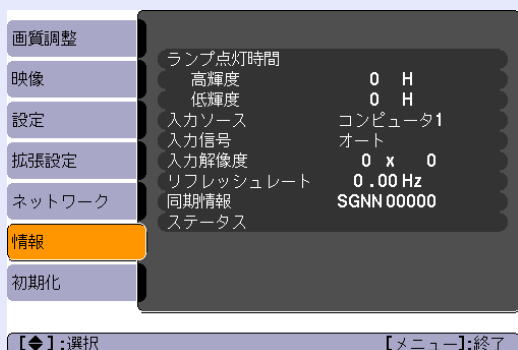 画質調整
映像
設定
拡張設定
ネットワーク
情報
初期化
ランプ点灯時間
高輝度 0 H
低輝度 0 H
入力ソース コンピュータ1
入力信号 オート
入力解像度 0 x 0
リフレッシュレート 0.00 Hz
同期情報 SGNN 00000
ステータス
[◆]:選択 [メニュー]:終了